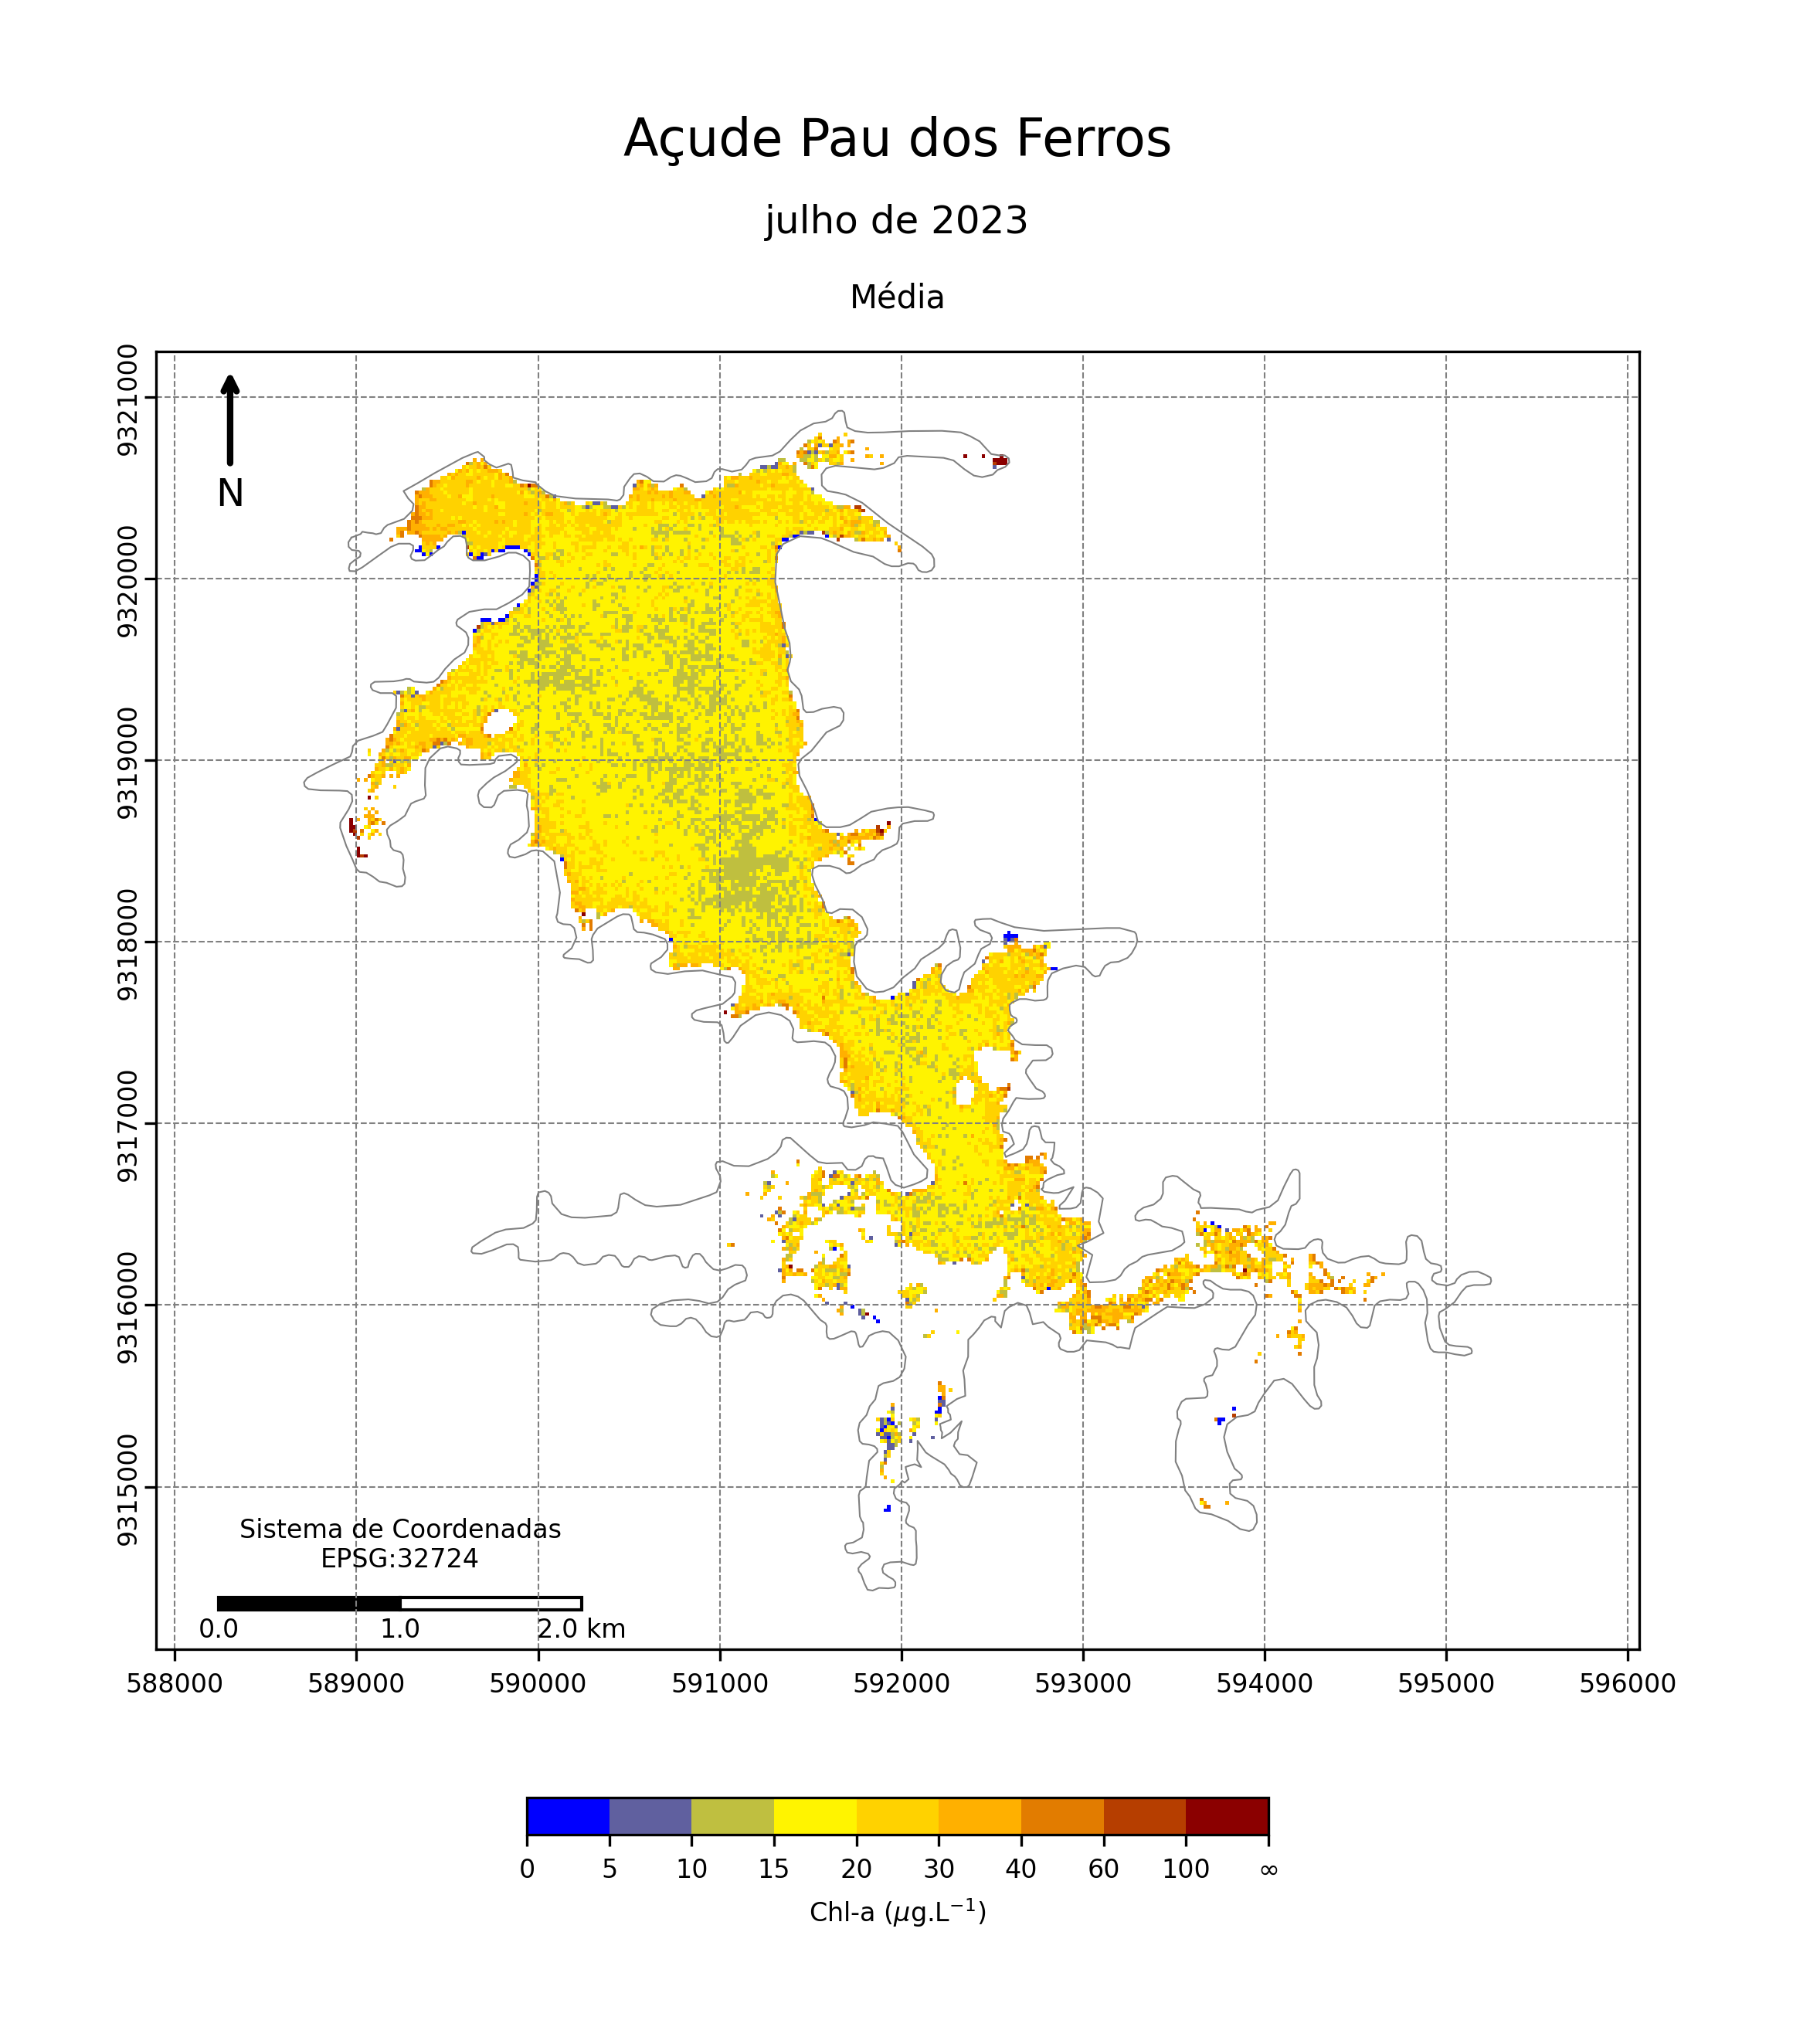 Açude Pau dos Ferros
julho de 2023
Média
9321000
9320000
9319000
9318000
9317000
9316000
9315000
N
Sistema de Coordenadas
EPSG:32724
0.0 1.0 2.0 km
588000 589000 590000 591000 592000 593000 594000 595000 596000
0 5 10 15 20 30 40 60 100 ∞
Chl-a (μg.L⁻¹)